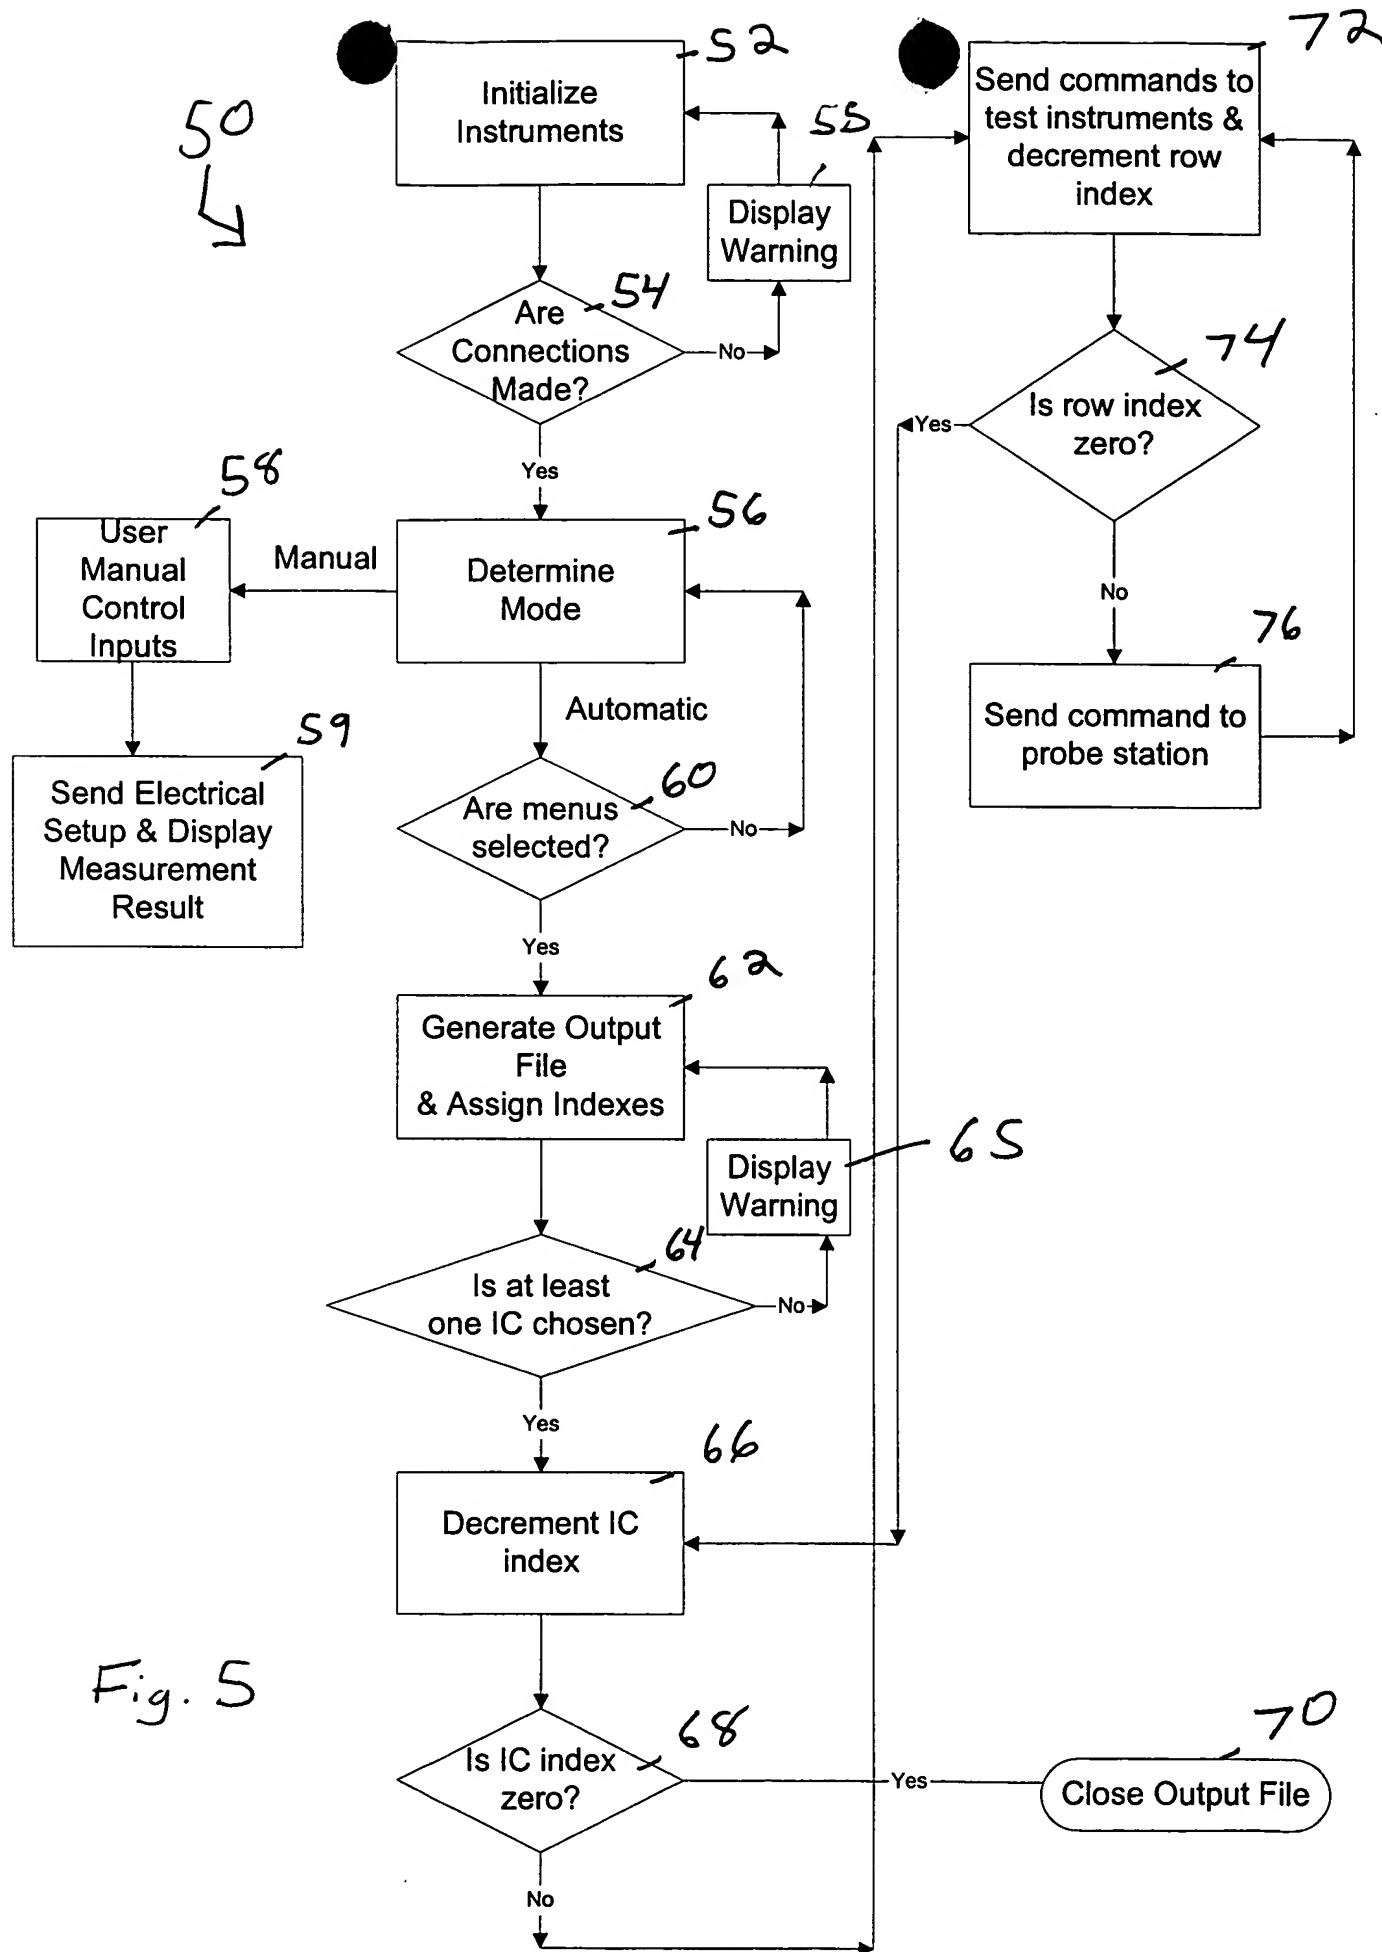 50
52
Initialize
Instruments
55
Display
Warning
54
Are
Connections
Made?
No
Yes
58
User
Manual
Control
Inputs
Manual
56
Determine
Mode
59
Send Electrical
Setup & Display
Measurement
Result
Automatic
60
Are menus
selected?
No
Yes
62
Generate Output
File
& Assign Indexes
65
Display
Warning
64
Is at least
one IC chosen?
No
Yes
66
Decrement IC
index
68
Is IC index
zero?
Yes
70
Close Output File
No
72
Send commands to
test instruments &
decrement row
index
74
Is row index
zero?
Yes
No
76
Send command to
probe station
Fig. 5